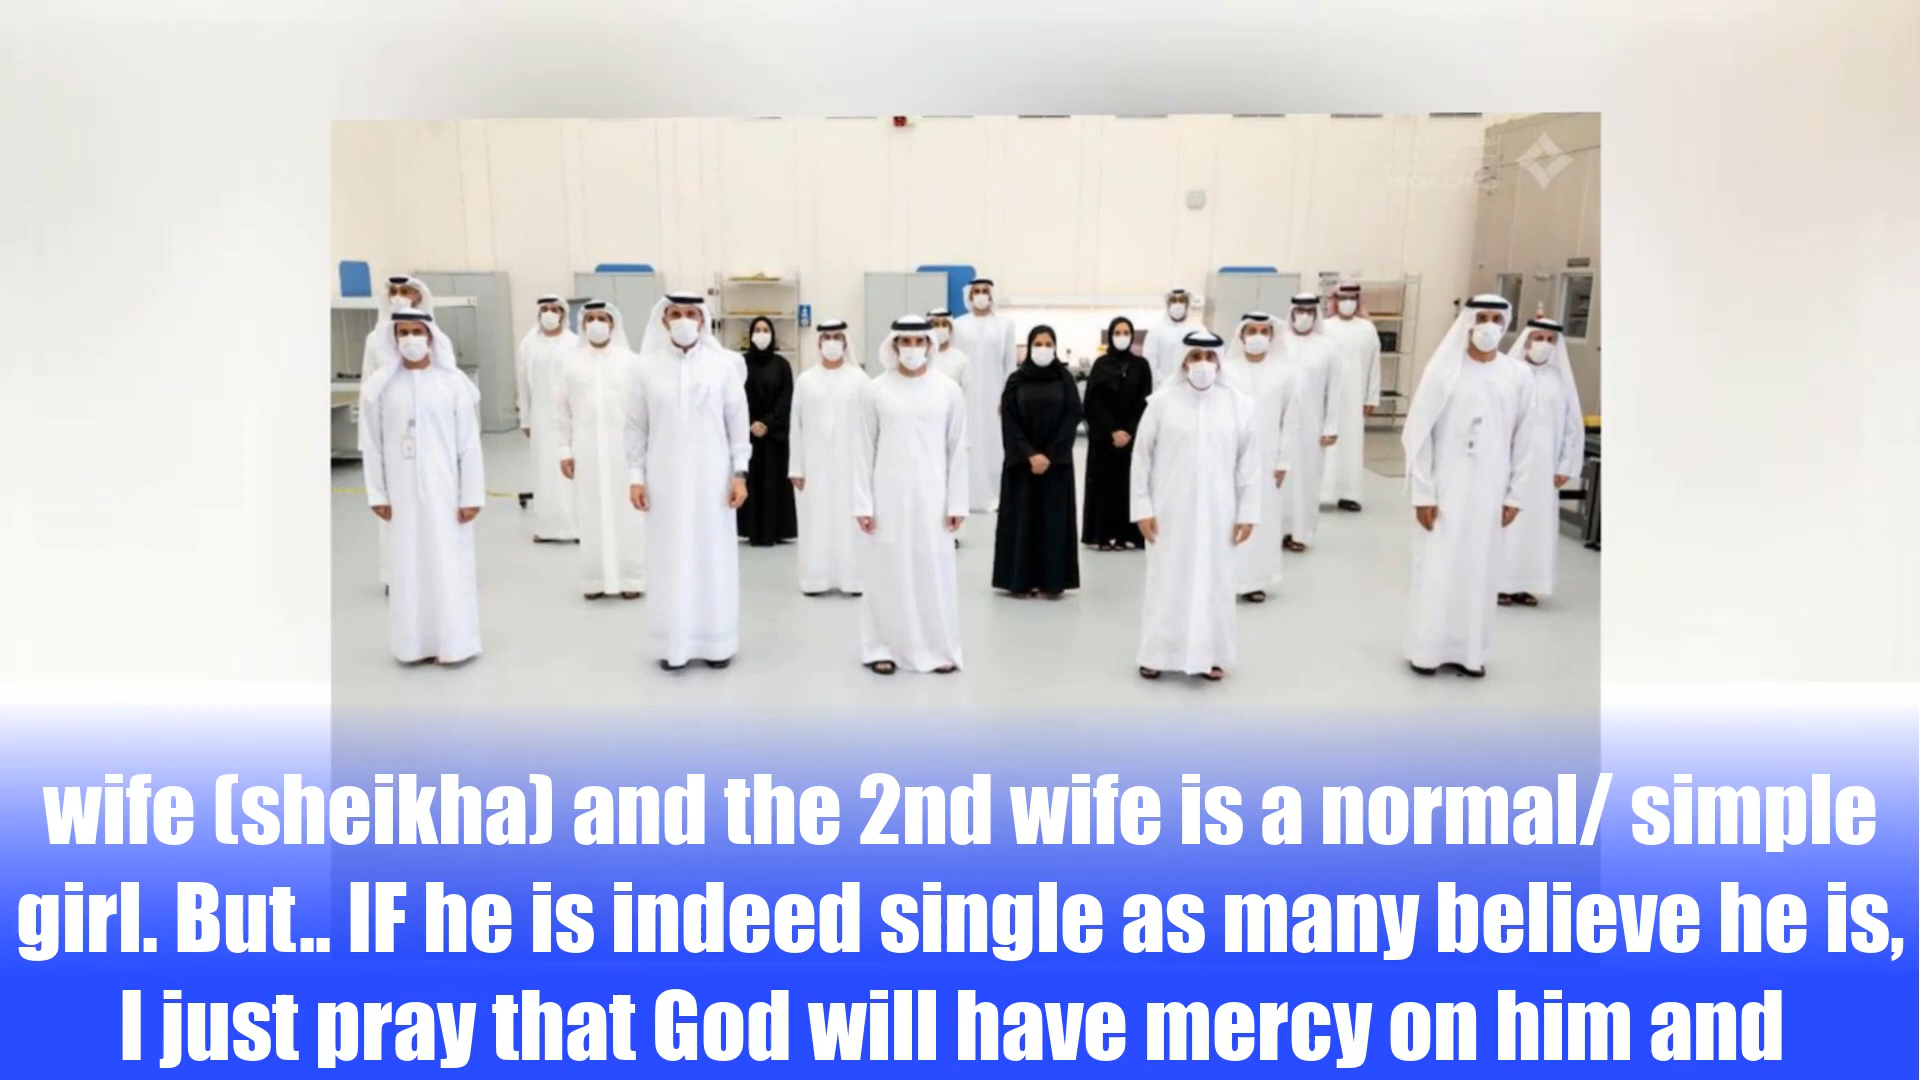 wife (sheikha) and the 2nd wife is a normal/ simple
girl. But.. IF he is indeed single as many believe he is,
I just pray that God will have mercy on him and